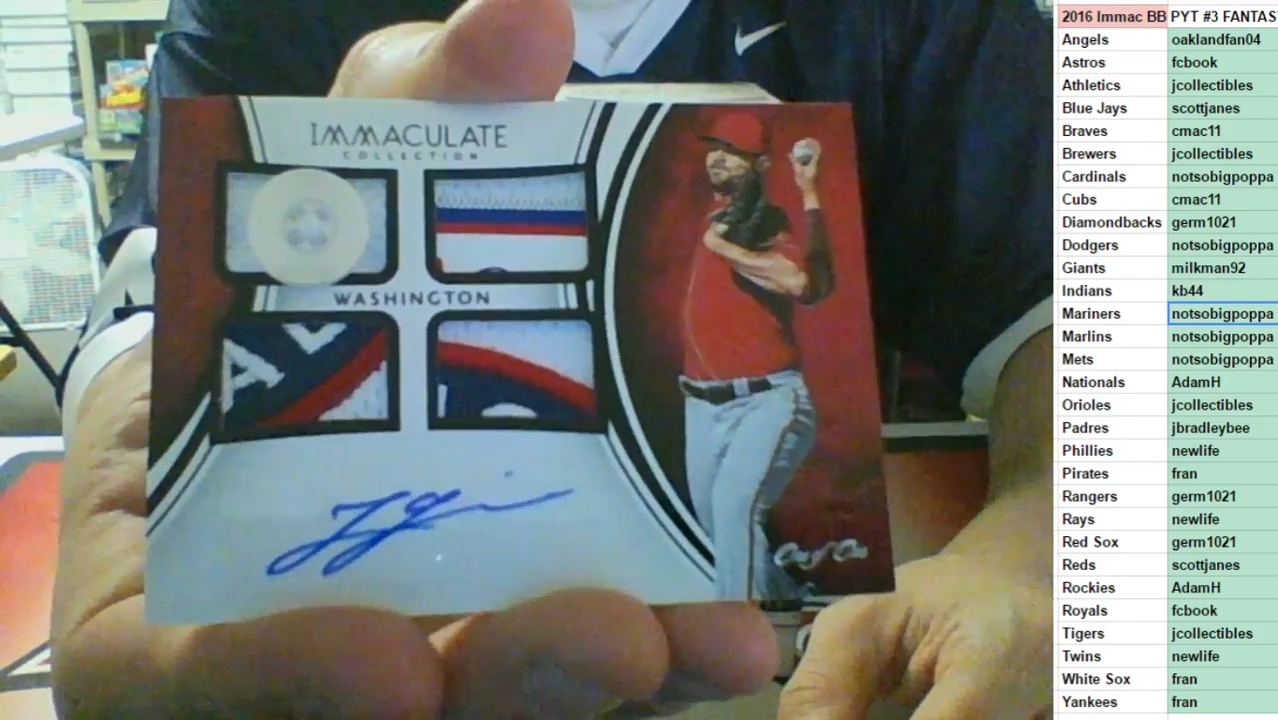 IMMACULATE
COLLECTION
WASHINGTON
One of One
2016 Immac BB PYT #3 FANTAS
Angels oaklandfan04
Astros fcbook
Athletics jcollectibles
Blue Jays scottjanes
Braves cmac11
Brewers jcollectibles
Cardinals notsobigpoppa
Cubs cmac11
Diamondbacks germ1021
Dodgers notsobigpoppa
Giants milkman92
Indians kb44
Mariners notsobigpoppa
Marlins notsobigpoppa
Mets notsobigpoppa
Nationals AdamH
Orioles jcollectibles
Padres jbradleybee
Phillies newlife
Pirates fran
Rangers germ1021
Rays newlife
Red Sox germ1021
Reds scottjanes
Rockies AdamH
Royals fcbook
Tigers jcollectibles
Twins newlife
White Sox fran
Yankees fran